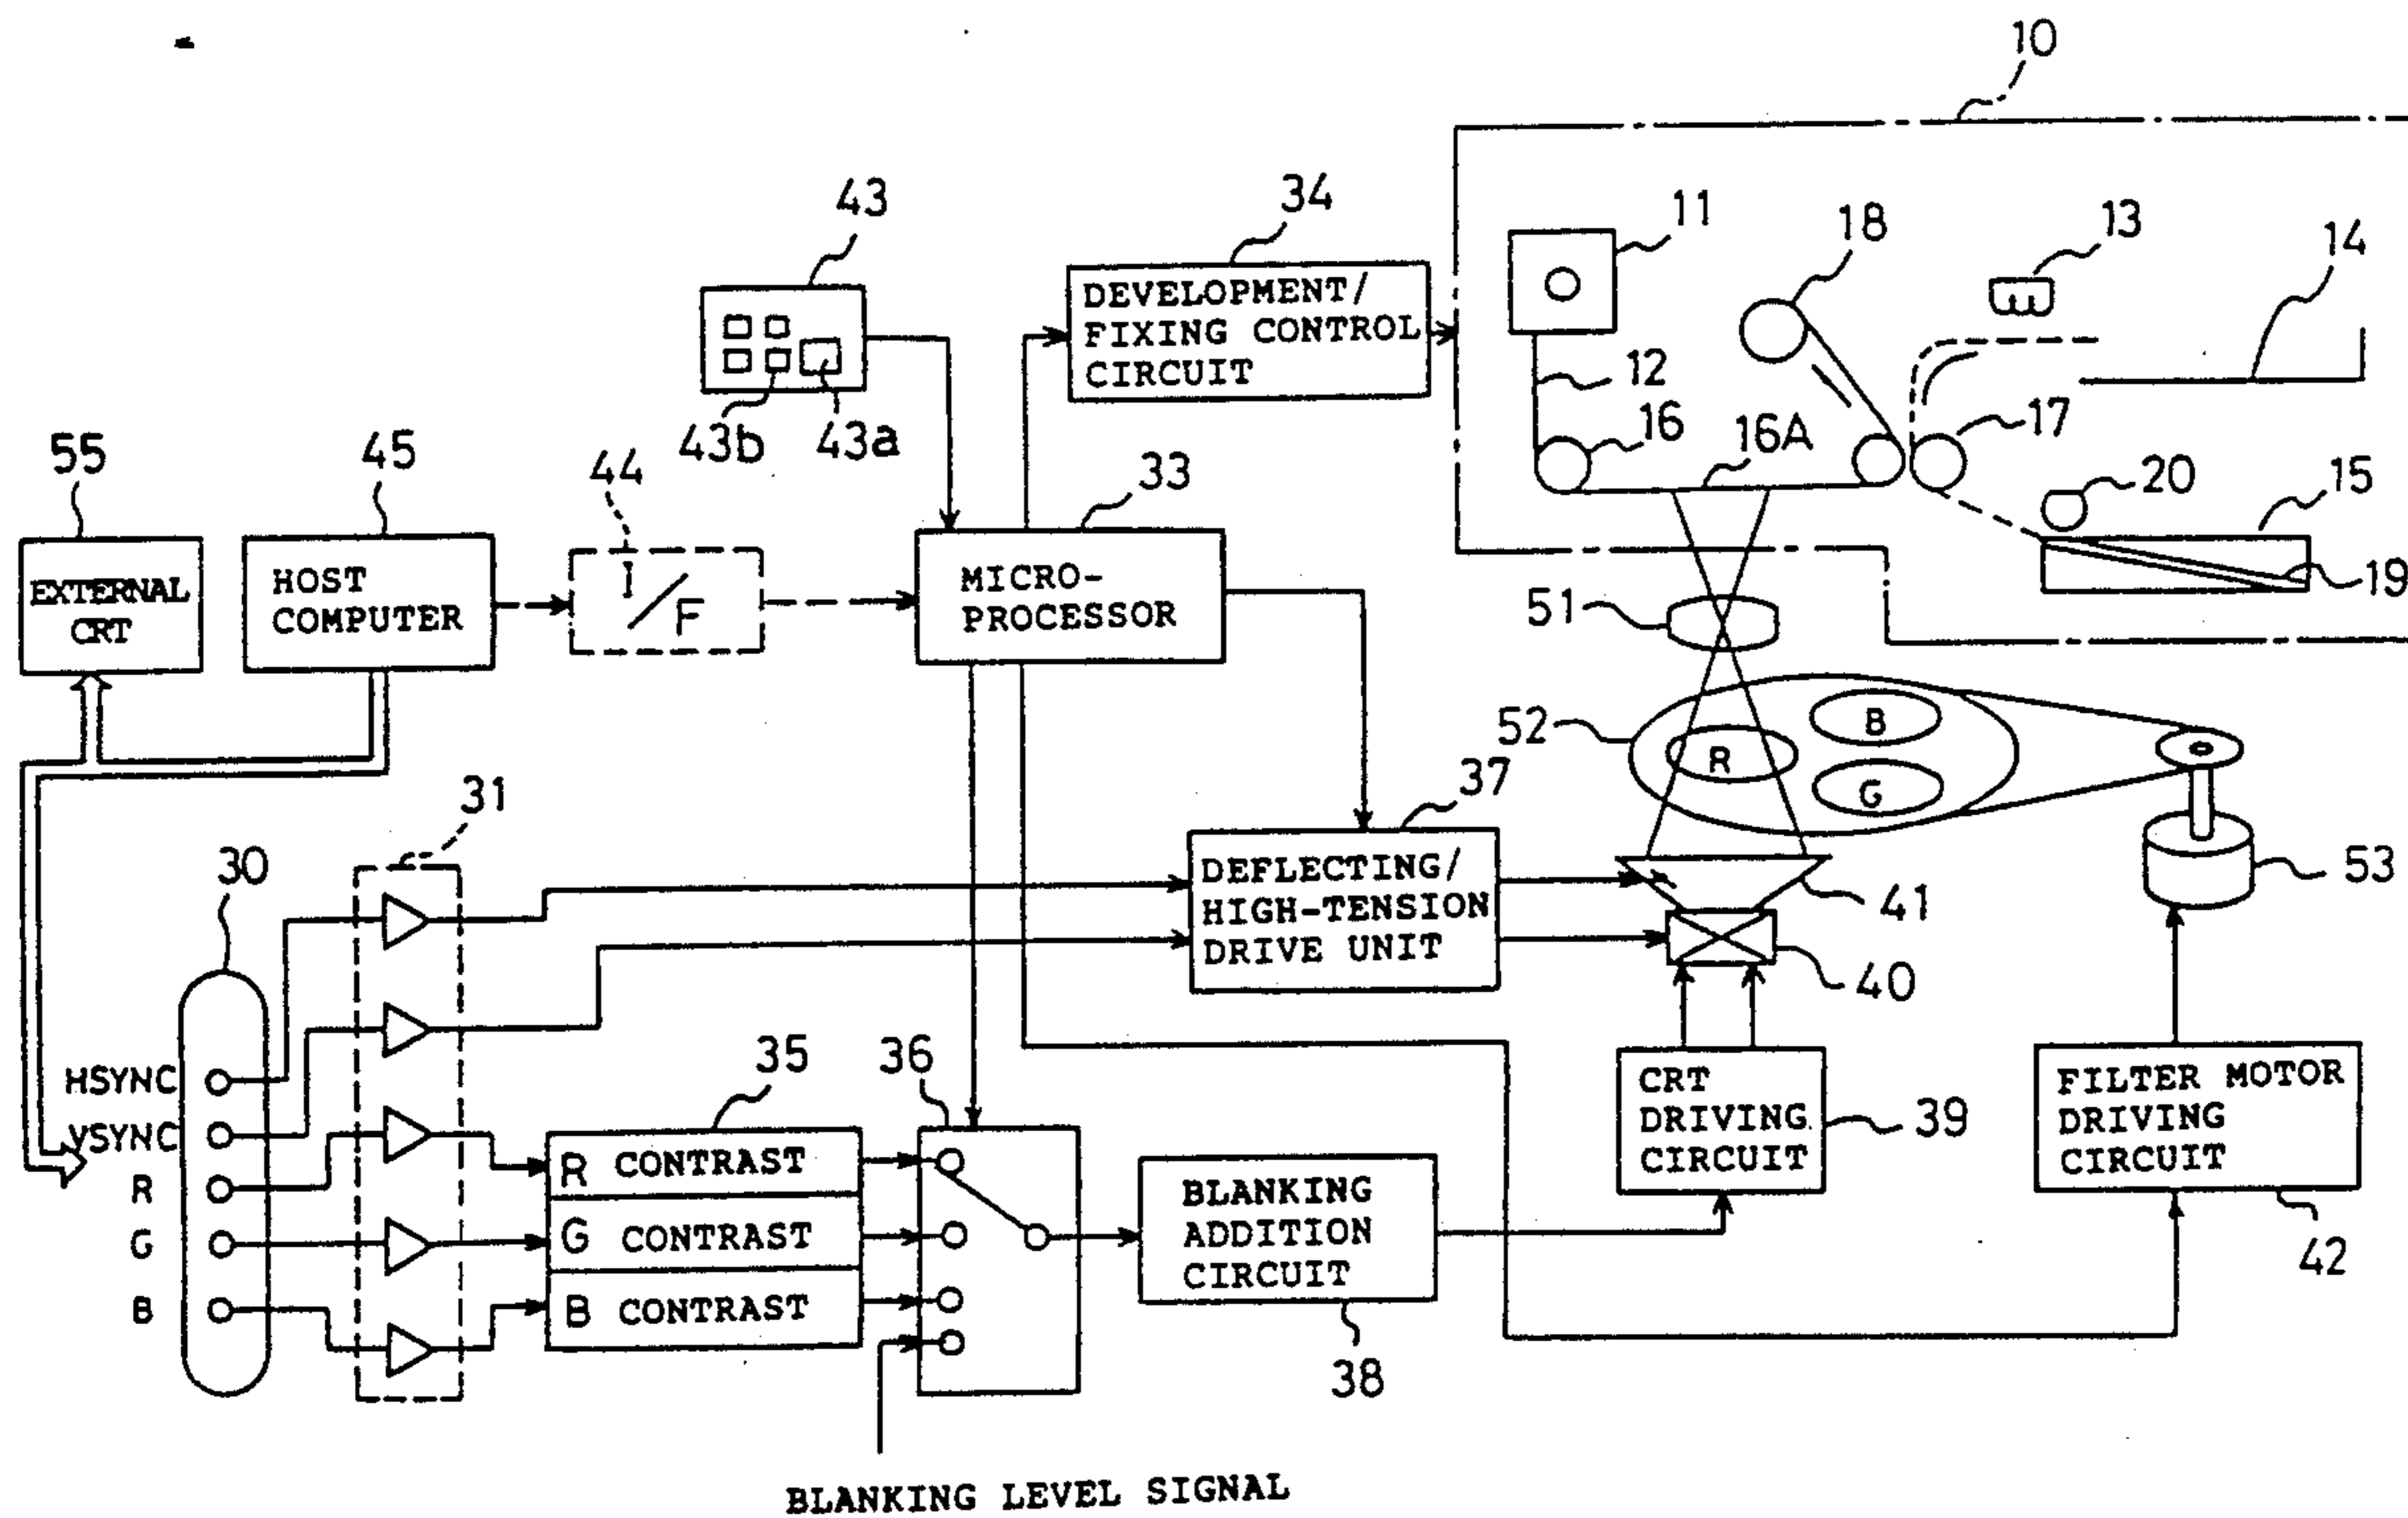 10
43
34
11
18
13
14
DEVELOPMENT/
FIXING CONTROL
CIRCUIT
12
43b
43a
16
16A
17
55
45
44
33
20
15
EXTERNAL
CRT
HOST
COMPUTER
I/F
MICRO-
PROCESSOR
51
19
52
B
R
G
31
37
30
DEFLECTING/
HIGH-TENSION
DRIVE UNIT
41
53
40
HSYNC
VSYNC
R
G
B
35
36
R CONTRAST
G CONTRAST
B CONTRAST
BLANKING
ADDITION
CIRCUIT
CRT
DRIVING
CIRCUIT
39
FILTER MOTOR
DRIVING
CIRCUIT
42
38
BLANKING LEVEL SIGNAL